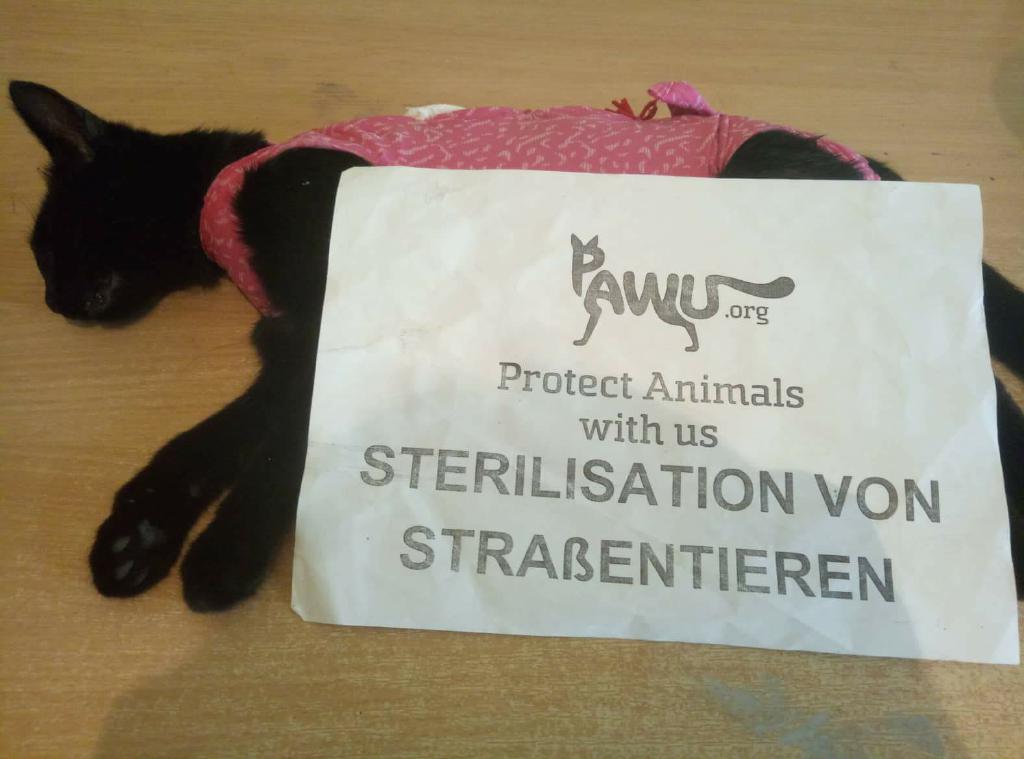 PAWU.org
Protect Animals
with us
STERILISATION VON
STRAßENTIEREN